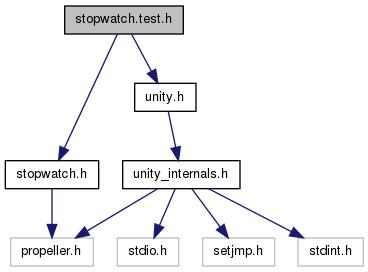 stopwatch.test.h
unity.h
stopwatch.h
unity_internals.h
propeller.h
stdio.h
setjmp.h
stdint.h